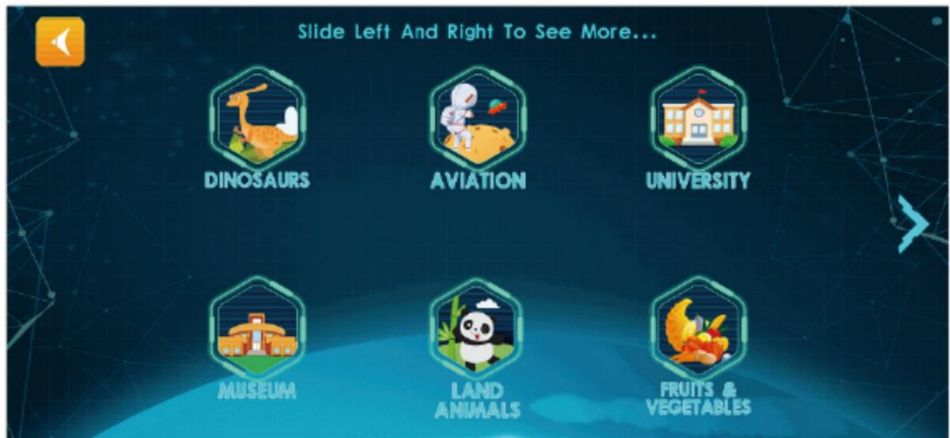 Slide Left And Right To See More...
DINOSAURS
AVIATION
UNIVERSITY
MUSEUM
LAND
ANIMALS
FRUITS &
VEGETABLES